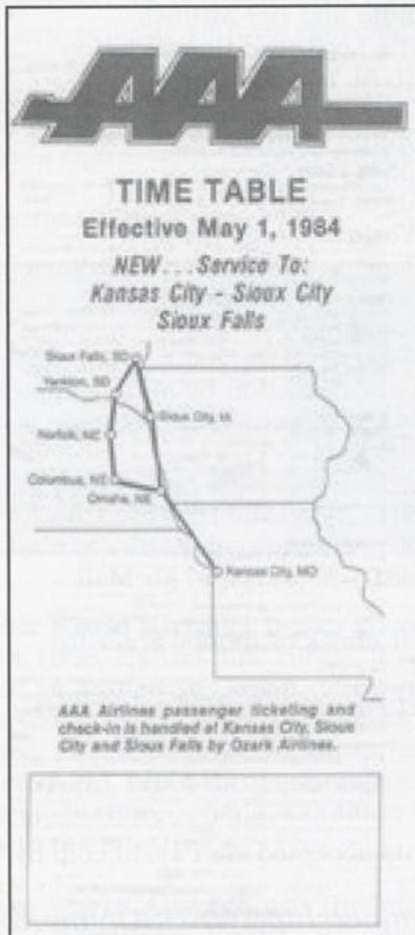 AAA
TIME TABLE
Effective May 1, 1984
NEW...Service To:
Kansas City - Sioux City
Sioux Falls
Sioux Falls, SD
Yankton, SD
Sioux City, IA
Norfolk, NE
Columbus, NE
Omaha, NE
Kansas City, MO
AAA Airlines passenger ticketing and
check-in is handled at Kansas City, Sioux
City and Sioux Falls by Ozark Airlines.